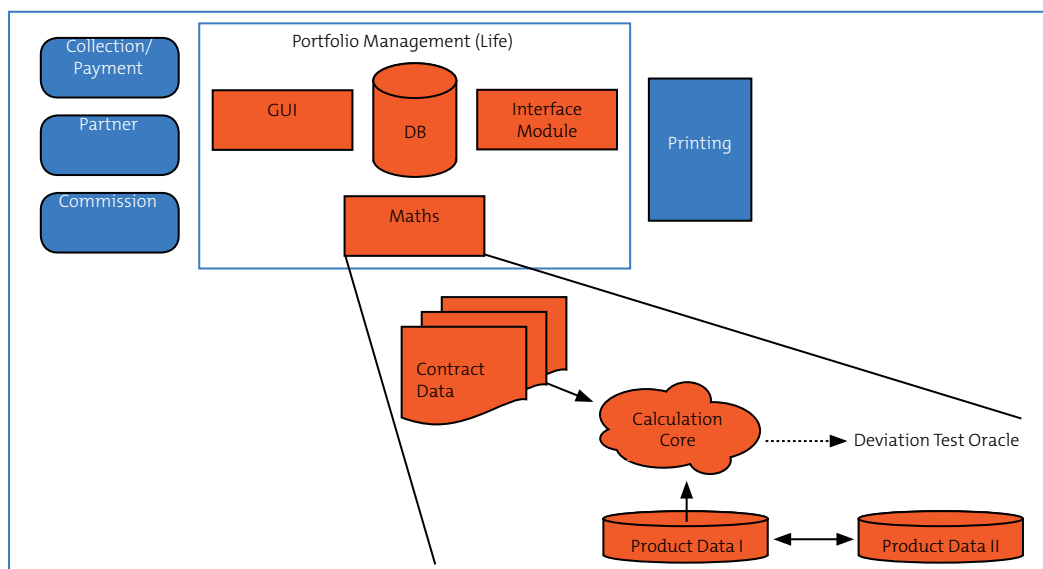 Collection/
Payment
Partner
Commission
Portfolio Management (Life)
GUI
DB
Interface
Module
Maths
Printing
Contract
Data
Calculation
Core
Deviation Test Oracle
Product Data I
Product Data II